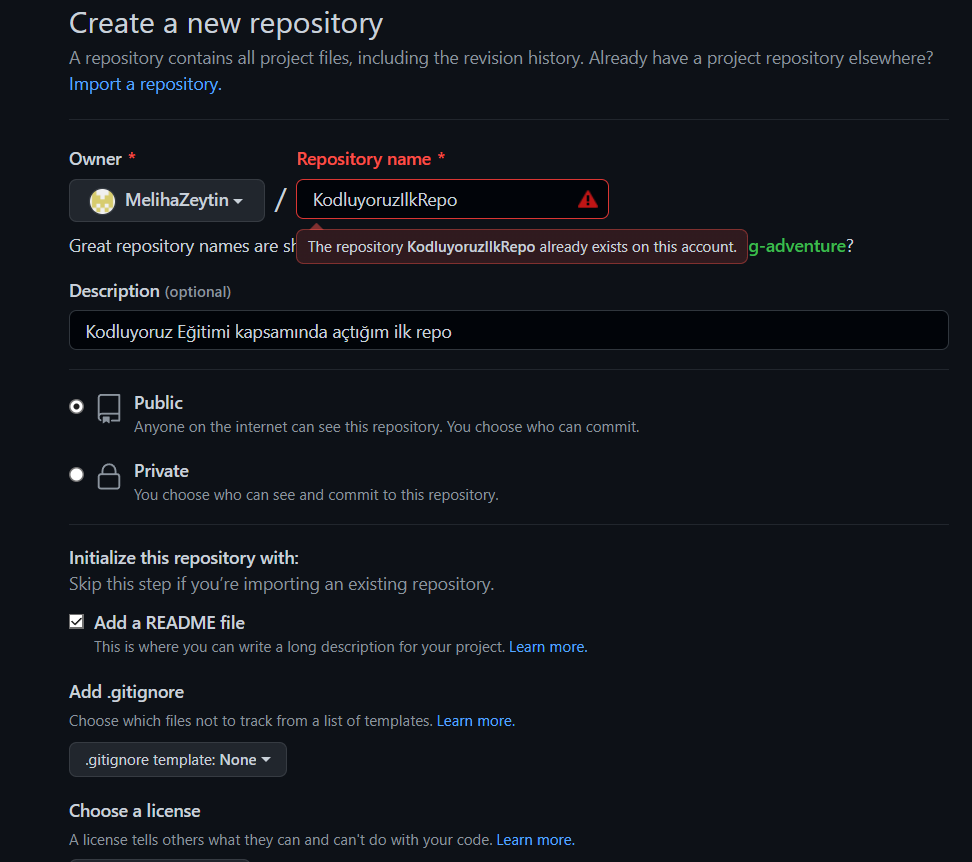 Create a new repository
A repository contains all project files, including the revision history. Already have a project repository elsewhere?
Import a repository.
Owner * Repository name *
MelihaZeytin / KodluyoruzIlkRepo
Great repository names are sh The repository KodluyoruzIlkRepo already exists on this account. g-adventure?
Description (optional)
Kodluyoruz Eğitimi kapsamında açtığım ilk repo
Public
Anyone on the internet can see this repository. You choose who can commit.
Private
You choose who can see and commit to this repository.
Initialize this repository with:
Skip this step if you’re importing an existing repository.
Add a README file
This is where you can write a long description for your project. Learn more.
Add .gitignore
Choose which files not to track from a list of templates. Learn more.
.gitignore template: None
Choose a license
A license tells others what they can and can't do with your code. Learn more.